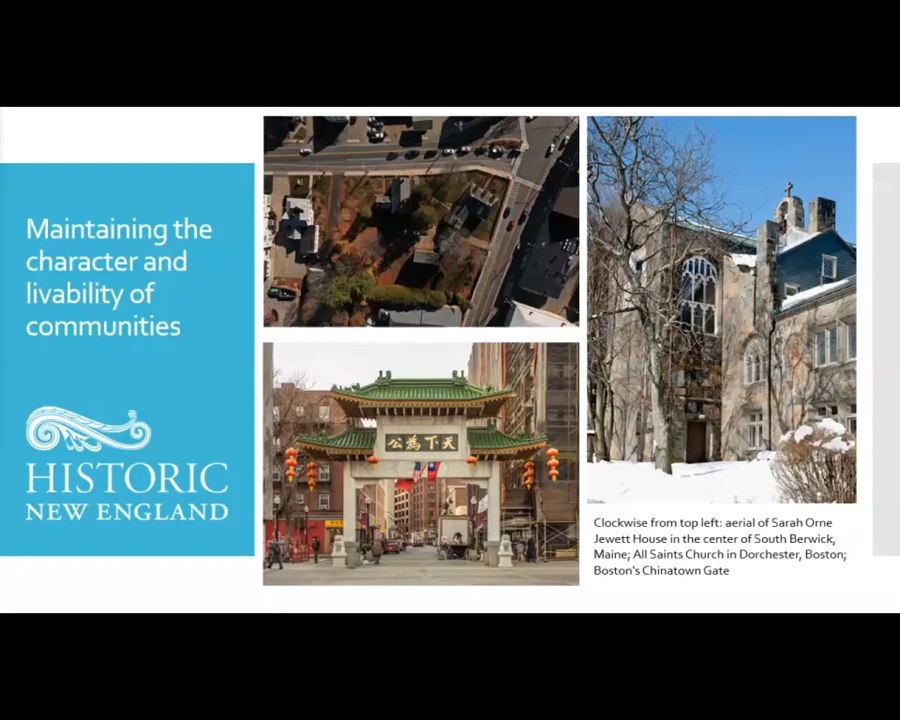 Maintaining the
character and
livability of
communities
HISTORIC
NEW ENGLAND
公為下天
Clockwise from top left: aerial of Sarah Orne
Jewett House in the center of South Berwick,
Maine; All Saints Church in Dorchester, Boston;
Boston's Chinatown Gate